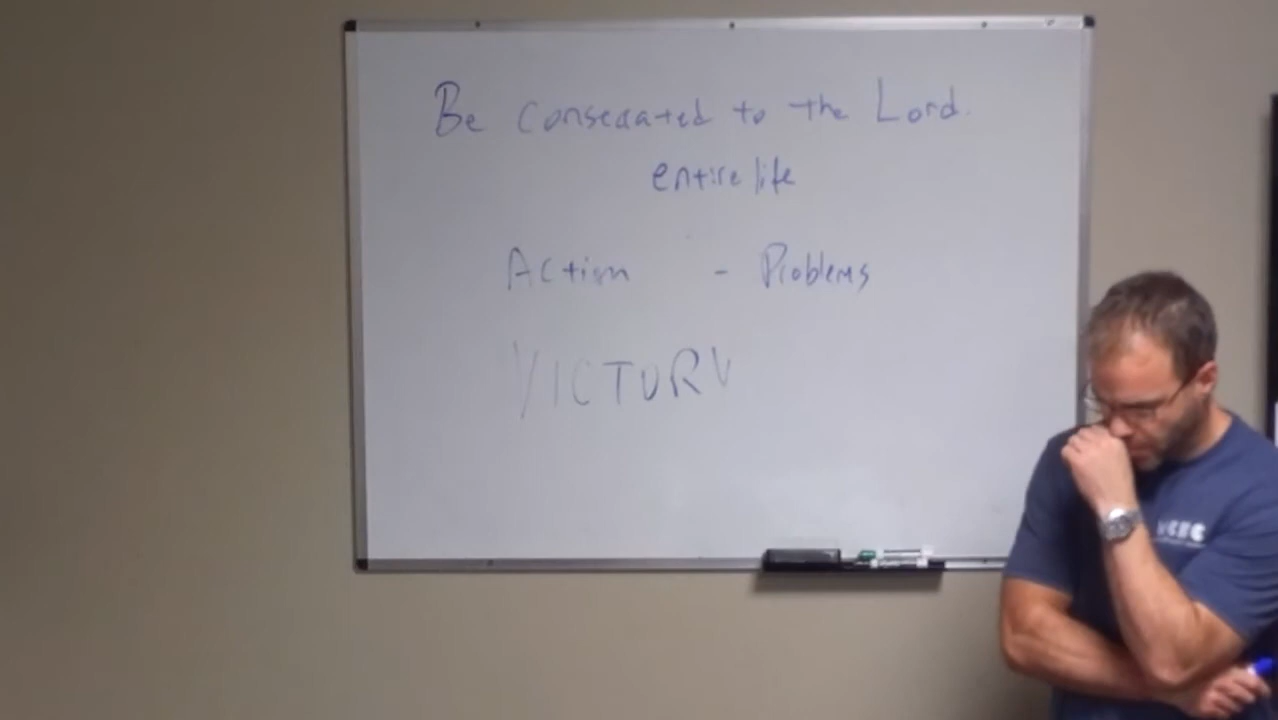 Be consecrated to the Lord.
entire life
Action - Problems
VICTORY